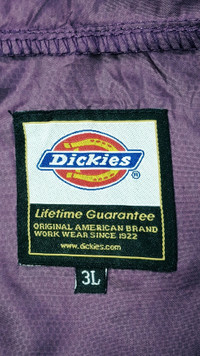 Dickies
®
Lifetime Guarantee
ORIGINAL AMERICAN BRAND
WORK WEAR SINCE 1922
www.dickies.com
3L